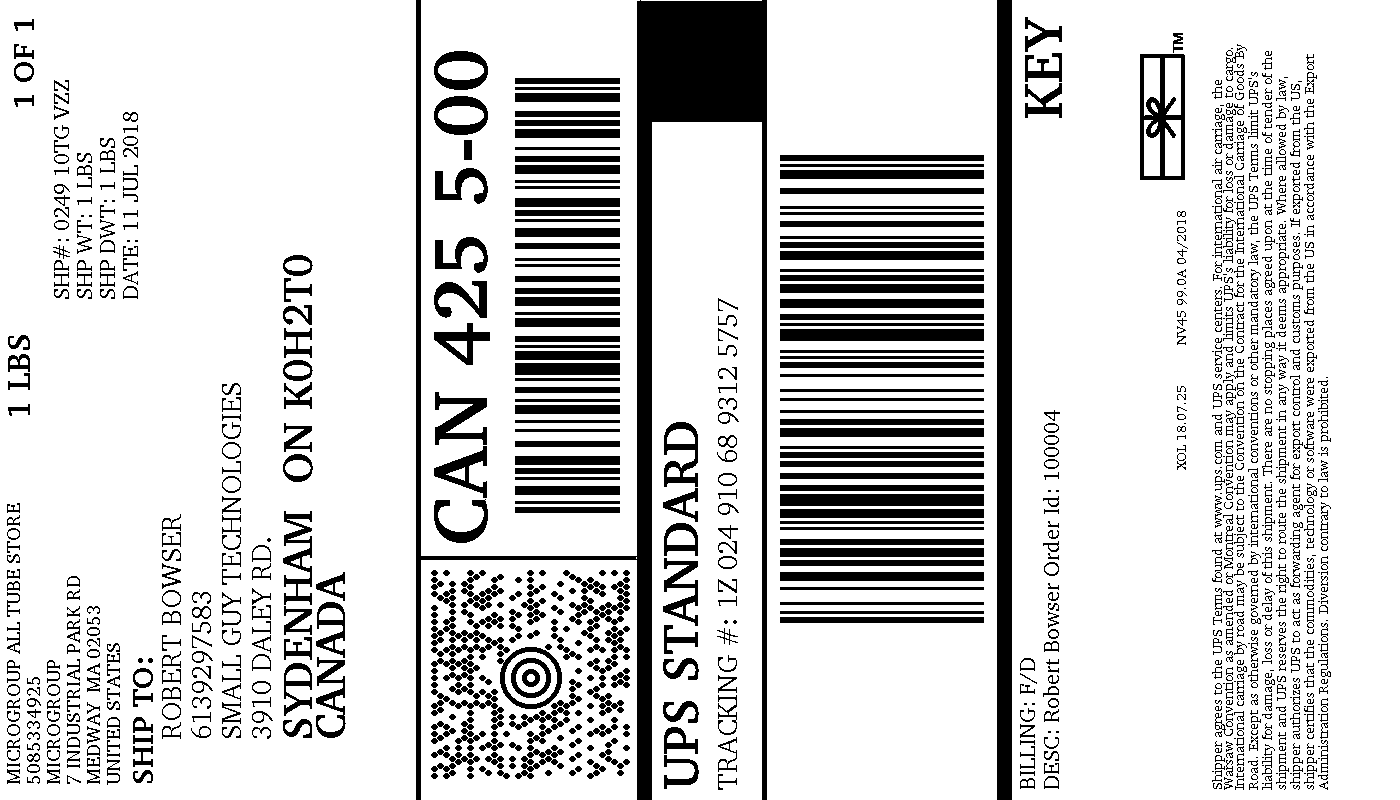 MICROGROUP ALL TUBE STORE
5085334925
MICROGROUP
7 INDUSTRIAL PARK RD
MEDWAY MA 02053
UNITED STATES
1 LBS
1 OF 1
SHP#: 0249 10TG VZZ
SHP WT: 1 LBS
SHP DWT: 1 LBS
DATE: 11 JUL 2018
SHIP TO:
ROBERT BOWSER
6139297583
SMALL GUY TECHNOLOGIES
3910 DALEY RD.
SYDENHAM ON K0H2T0
CANADA
CAN 425 5-00
UPS STANDARD
TRACKING #: 1Z 024 910 68 9312 5757
BILLING: F/D
DESC: Robert Bowser Order Id: 100004
KEY
TM
XOL 18.07.25 NV45 99.0A 04/2018
Shipper agrees to the UPS Terms found at www.ups.com and UPS service centers. For international air carriage, the
Warsaw Convention as amended or Montreal Convention may apply and limits UPS's liability for loss or damage to cargo.
International carriage by road may be subject to the Convention on the Contract for the International Carriage of Goods By
Road. Except as otherwise governed by international conventions or other mandatory law, the UPS Terms limit UPS's
liability for damage, loss or delay of this shipment. There are no stopping places agreed upon at the time of tender of the
shipment and UPS reserves the right to route the shipment in any way it deems appropriate. Where allowed by law,
shipper authorizes UPS to act as forwarding agent for export control and customs purposes. If exported from the US,
shipper certifies that the commodities, technology or software were exported from the US in accordance with the Export
Administration Regulations. Diversion contrary to law is prohibited.